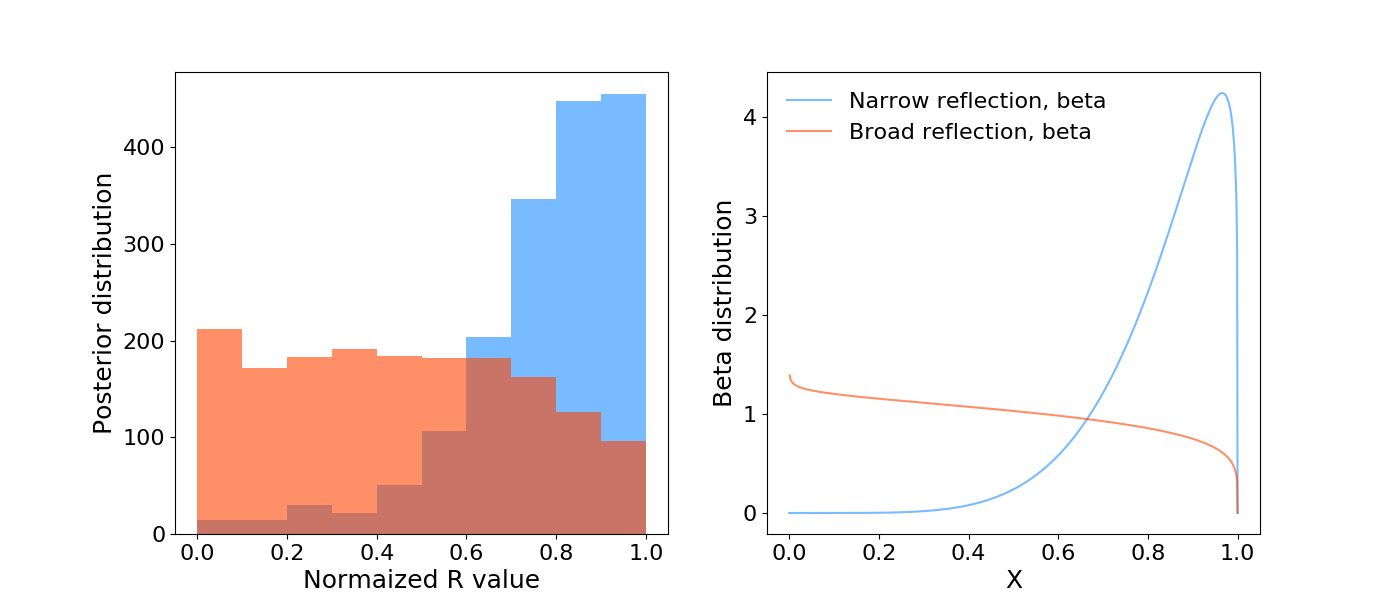 Posterior distribution
400
300
200
100
0
0.0 0.2 0.4 0.6 0.8 1.0
Normaized R value
Beta distribution
4
3
2
1
0
Narrow reflection, beta
Broad reflection, beta
0.0 0.2 0.4 0.6 0.8 1.0
X